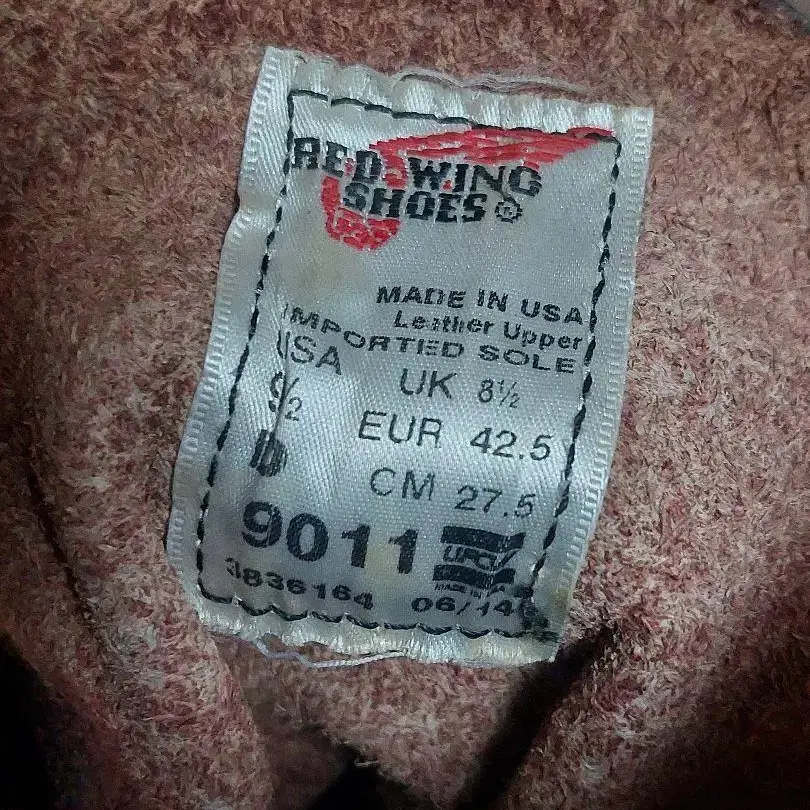 RED WING
SHOES ®
MADE IN USA
Leather Upper
IMPORTED SOLE
USA UK 8½
9½ EUR 42.5
D CM 27.5
9011
3836164 06/14